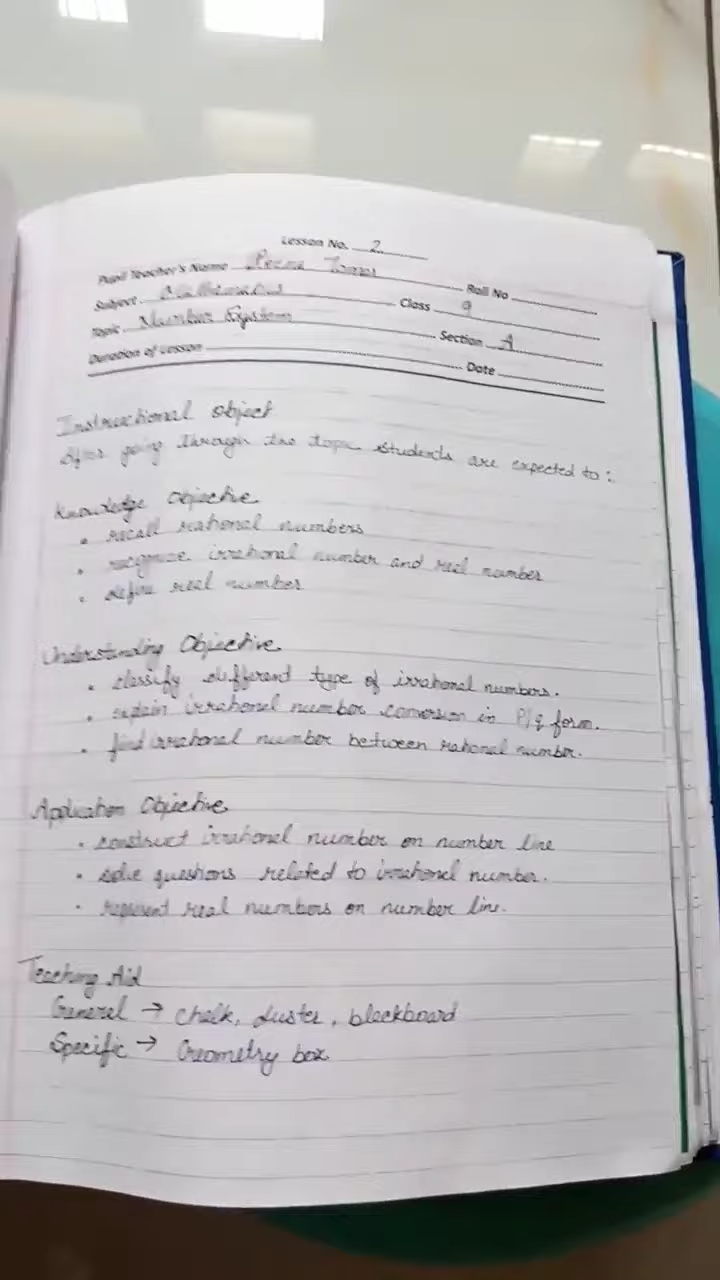 Lesson No. 2
Pupil Teacher's Name Roll No
Subject Mathematics Class 9
Topic Number System Section A
Duration of Lesson Date
Instructional Object
After going through the topic students are expected to :
Knowledge Objective
• recall rational numbers
• recognize irrational number and real number
• define real number
Understanding Objective
• classify different type of irrational numbers.
• explain irrational number conversion in P/q form.
• find irrational number between rational number.
Application Objective
• construct irrational number on number line
• solve questions related to irrational number.
• represent real numbers on number line.
Teaching Aid
General → Chalk, duster, blackboard
Specific → Geometry box